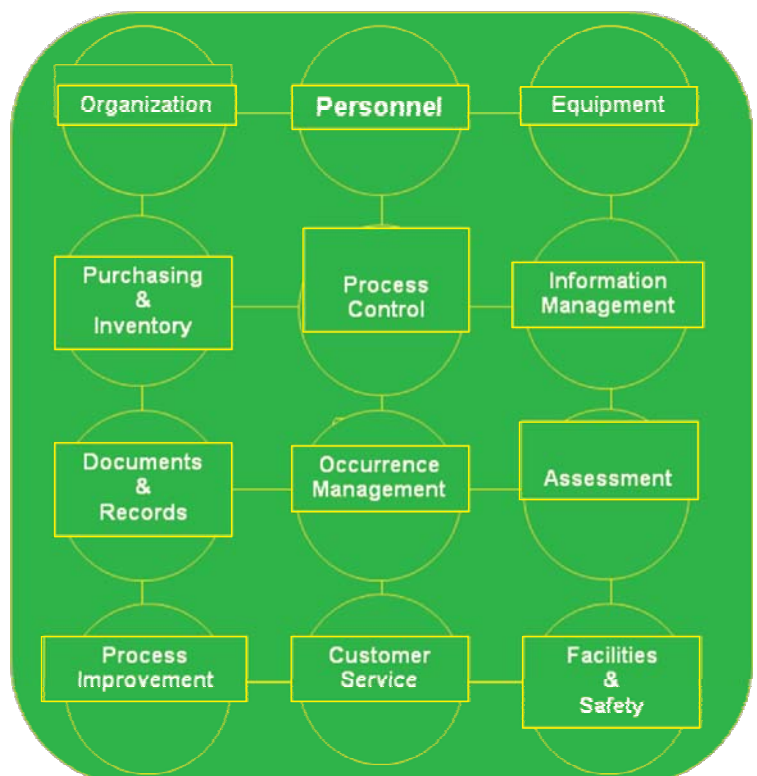 Organization
Personnel
Equipment
Purchasing
&
Inventory
Process
Control
Information
Management
Documents
&
Records
Occurrence
Management
Assessment
Process
Improvement
Customer
Service
Facilities
&
Safety